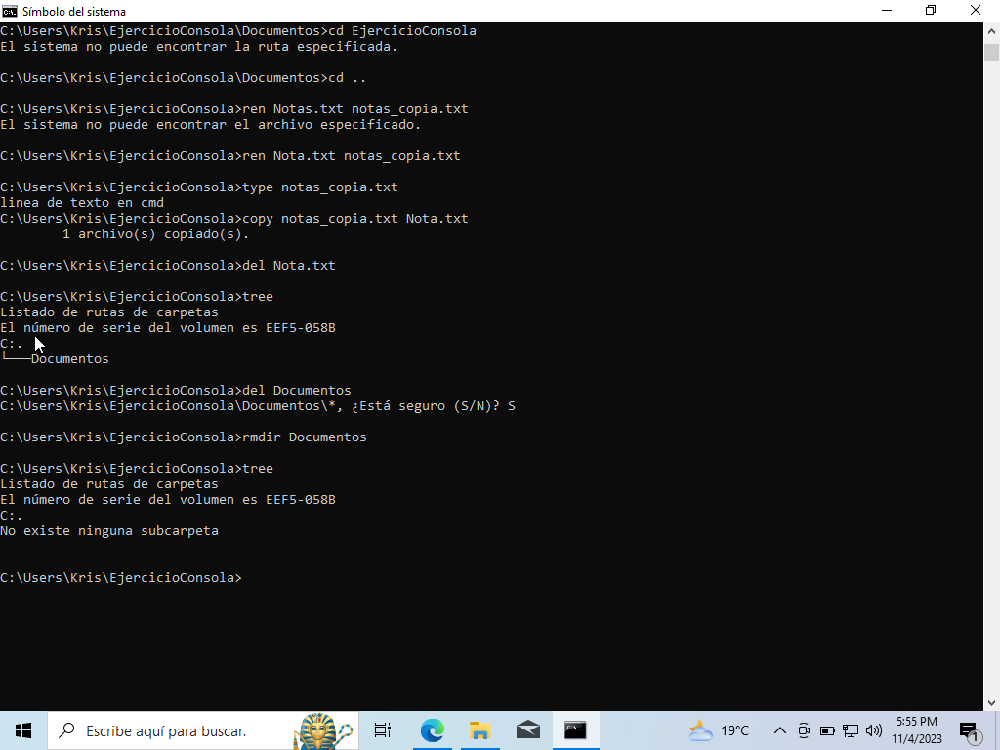 Símbolo del sistema
C:\Users\Kris\EjercicioConsola\Documentos>cd EjercicioConsola
El sistema no puede encontrar la ruta especificada.
C:\Users\Kris\EjercicioConsola\Documentos>cd ..
C:\Users\Kris\EjercicioConsola>ren Notas.txt notas_copia.txt
El sistema no puede encontrar el archivo especificado.
C:\Users\Kris\EjercicioConsola>ren Nota.txt notas_copia.txt
C:\Users\Kris\EjercicioConsola>type notas_copia.txt
linea de texto en cmd
C:\Users\Kris\EjercicioConsola>copy notas_copia.txt Nota.txt
        1 archivo(s) copiado(s).
C:\Users\Kris\EjercicioConsola>del Nota.txt
C:\Users\Kris\EjercicioConsola>tree
Listado de rutas de carpetas
El número de serie del volumen es EEF5-058B
C:.
└───Documentos
C:\Users\Kris\EjercicioConsola>del Documentos
C:\Users\Kris\EjercicioConsola\Documentos\*, ¿Está seguro (S/N)? S
C:\Users\Kris\EjercicioConsola>rmdir Documentos
C:\Users\Kris\EjercicioConsola>tree
Listado de rutas de carpetas
El número de serie del volumen es EEF5-058B
C:.
No existe ninguna subcarpeta
C:\Users\Kris\EjercicioConsola>
Escribe aquí para buscar.
19°C
5:55 PM
11/4/2023
1